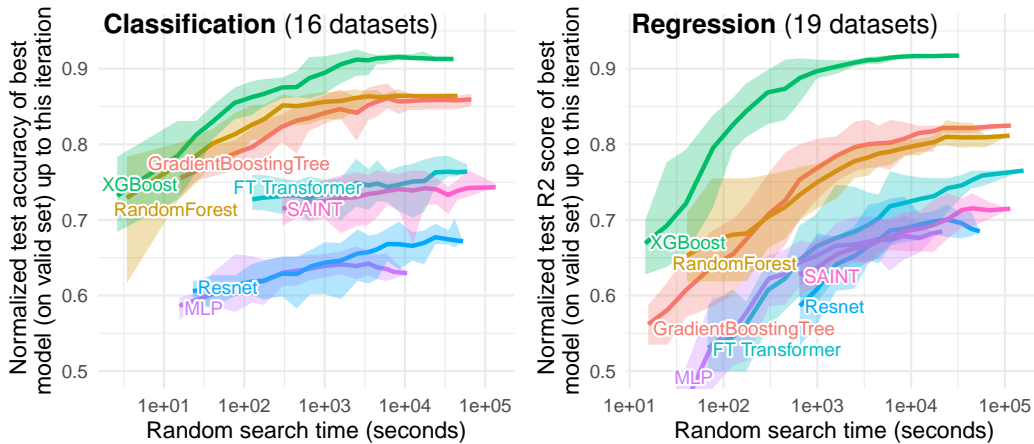 Classification (16 datasets)
Normalized test accuracy of best
model (on valid set) up to this iteration
0.9
0.8
0.7
0.6
0.5
GradientBoostingTree
XGBoost
FT Transformer
RandomForest
SAINT
Resnet
MLP
1e+01
1e+02
1e+03
1e+04
1e+05
Random search time (seconds)
Regression (19 datasets)
Normalized test R2 score of best
model (on valid set) up to this iteration
0.9
0.8
0.7
0.6
0.5
XGBoost
RandomForest
SAINT
Resnet
GradientBoostingTree
FT Transformer
MLP
1e+01
1e+02
1e+03
1e+04
1e+05
Random search time (seconds)